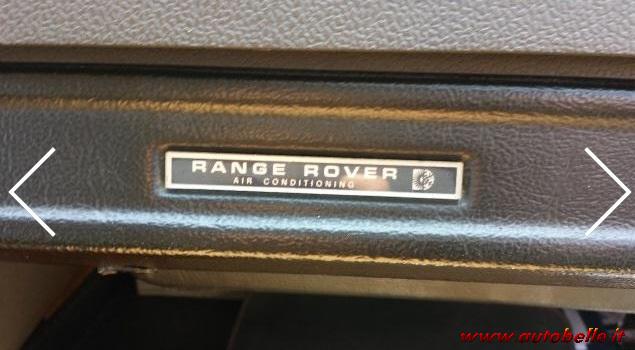 RANGE ROVER
AIR CONDITIONING
www.autobelle.it